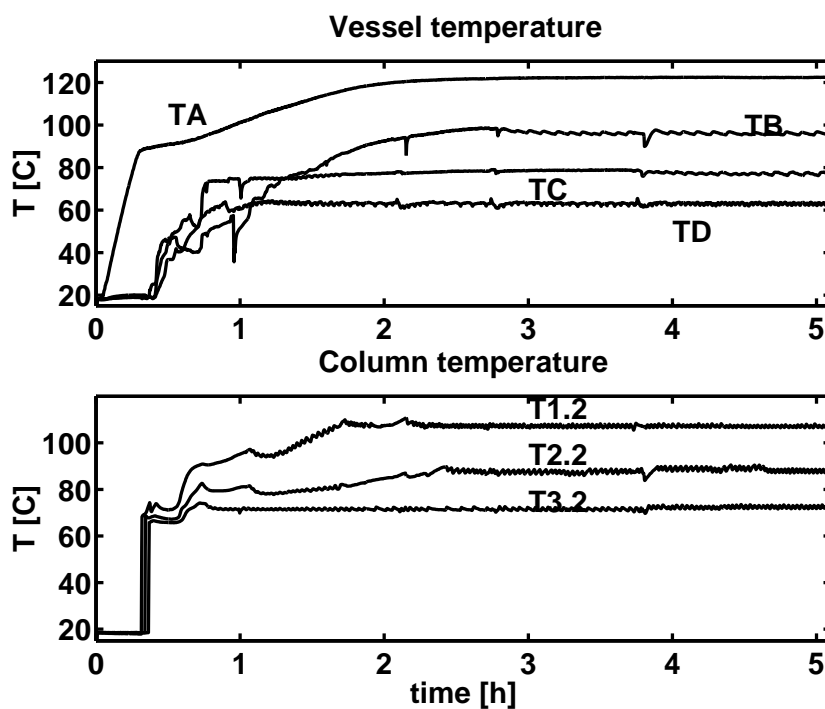 Vessel temperature
120
100
80
60
40
20
T [C]
TA
TB
TC
TD
0 1 2 3 4 5
Column temperature
100
80
60
40
20
T [C]
T1.2
T2.2
T3.2
0 1 2 3 4 5
time [h]